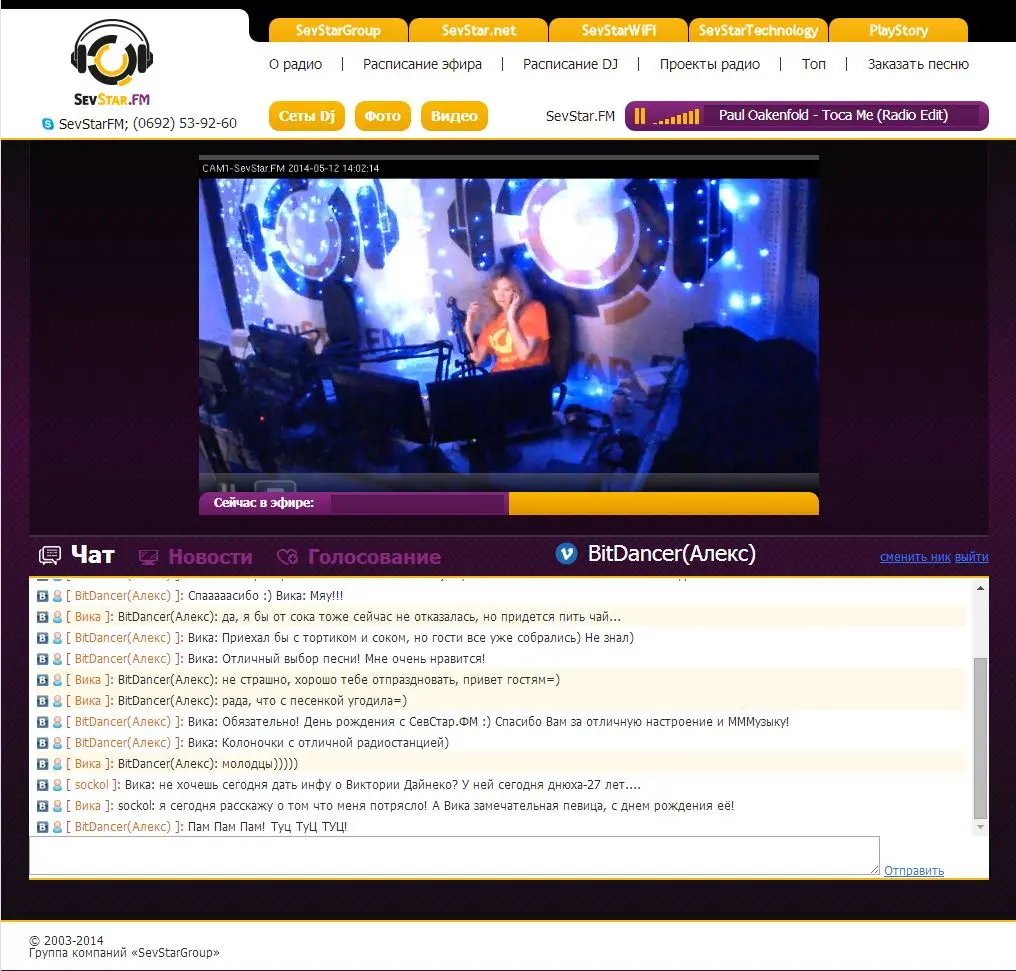 SevStarGroup SevStar.net SevStarWiFi SevStarTechnology PlayStory
О радио | Расписание эфира | Расписание DJ | Проекты радио | Топ | Заказать песню
SEVSTAR.FM
SevStarFM; (0692) 53-92-60
Сеты Dj Фото Видео SevStar.FM Paul Oakenfold - Toca Me (Radio Edit)
CAM1-SevStar.FM 2014-05-12 14:02:14
SEVSTAR
STAR.FM
Сейчас в эфире:
Чат Новости Голосование BitDancer(Алекс) сменить ник выйти
[ BitDancer(Алекс) ]: Спааааасибо :) Вика: Мяу!!!
[ Вика ]: BitDancer(Алекс): да, я бы от сока тоже сейчас не отказалась, но придется пить чай...
[ BitDancer(Алекс) ]: Вика: Приехал бы с тортиком и соком, но гости все уже собрались) Не знал)
[ BitDancer(Алекс) ]: Вика: Отличный выбор песни! Мне очень нравится!
[ Вика ]: BitDancer(Алекс): не страшно, хорошо тебе отпраздновать, привет гостям=)
[ Вика ]: BitDancer(Алекс): рада, что с песенкой угодила=)
[ BitDancer(Алекс) ]: Вика: Обязательно! День рождения с СевСтар.ФМ :) Спасибо Вам за отличную настроение и МММузыку!
[ BitDancer(Алекс) ]: Вика: Колоночки с отличной радиостанцией)
[ Вика ]: BitDancer(Алекс): молодцы)))))
[ sockol ]: Вика: не хочешь сегодня дать инфу о Виктории Дайнеко? У ней сегодня днюха-27 лет....
[ Вика ]: sockol: я сегодня расскажу о том что меня потрясло! А Вика замечательная певица, с днем рождения её!
[ BitDancer(Алекс) ]: Пам Пам Пам! Туц ТуЦ ТУЦ!
Отправить
© 2003-2014
Группа компаний «SevStarGroup»